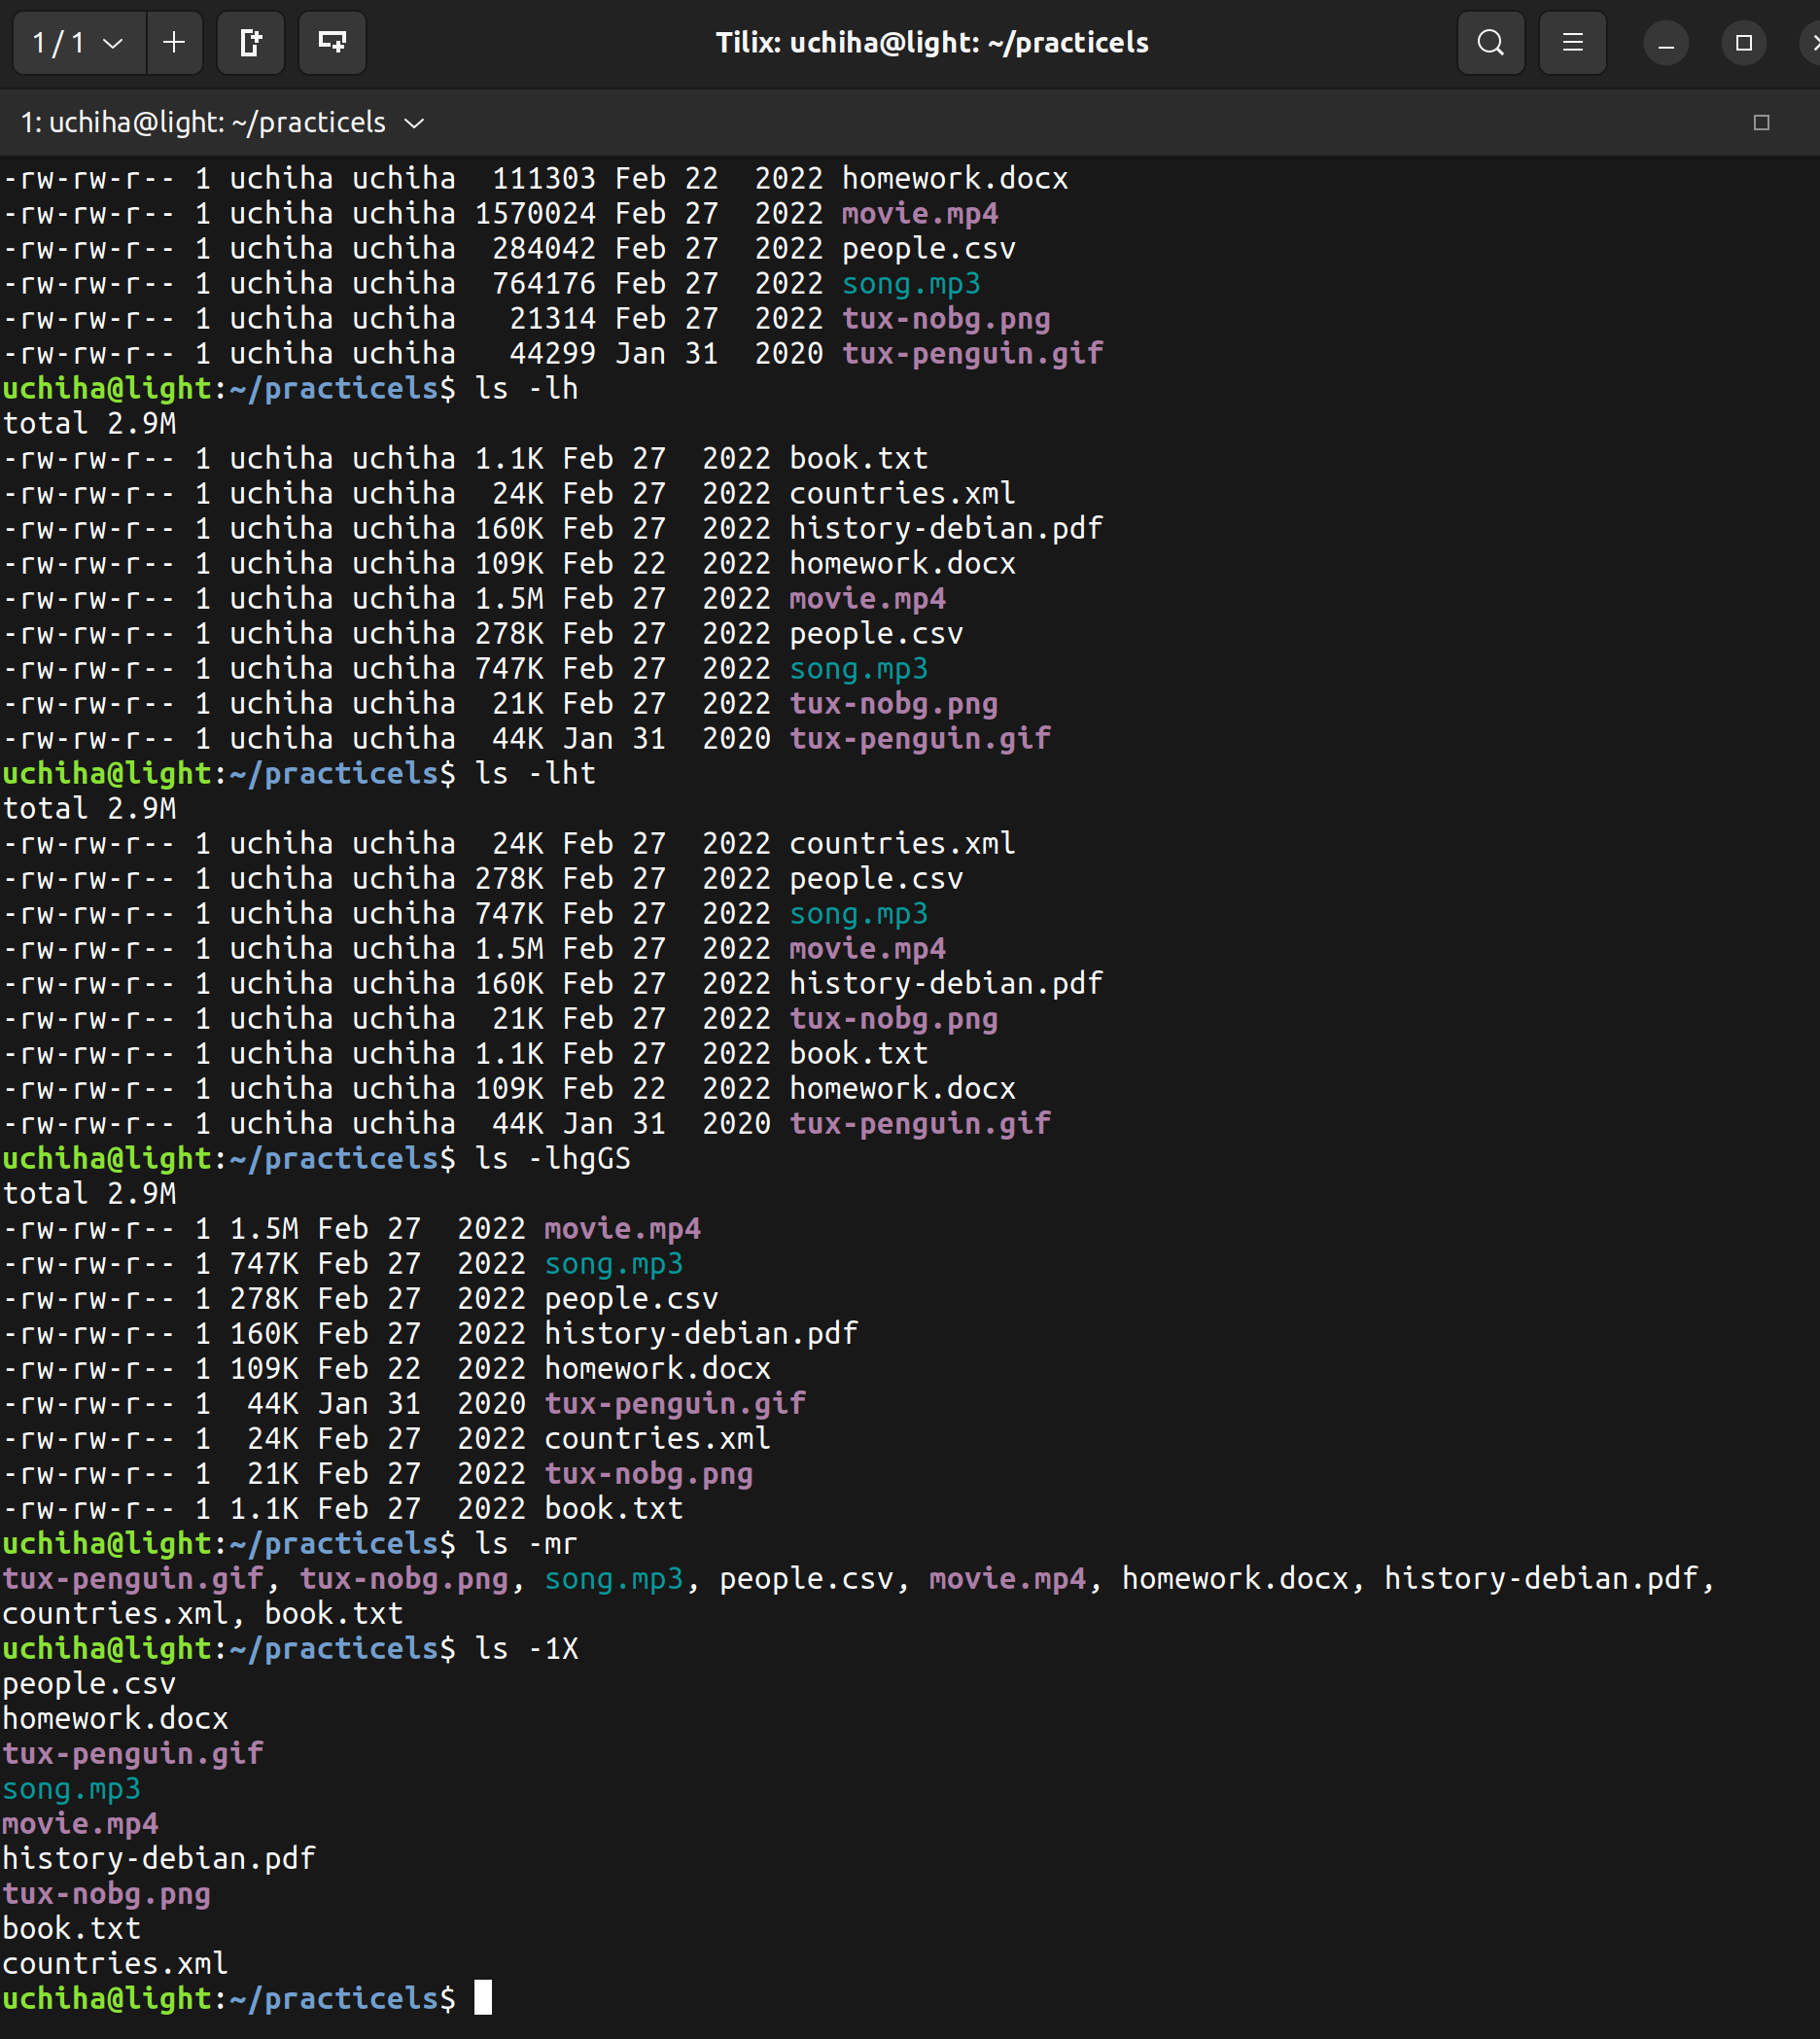 1 / 1
Tilix: uchiha@light: ~/practicels
1: uchiha@light: ~/practicels
-rw-rw-r-- 1 uchiha uchiha  111303 Feb 22  2022 homework.docx
-rw-rw-r-- 1 uchiha uchiha 1570024 Feb 27  2022 movie.mp4
-rw-rw-r-- 1 uchiha uchiha  284042 Feb 27  2022 people.csv
-rw-rw-r-- 1 uchiha uchiha  764176 Feb 27  2022 song.mp3
-rw-rw-r-- 1 uchiha uchiha   21314 Feb 27  2022 tux-nobg.png
-rw-rw-r-- 1 uchiha uchiha   44299 Jan 31  2020 tux-penguin.gif
uchiha@light:~/practicels$ ls -lh
total 2.9M
-rw-rw-r-- 1 uchiha uchiha 1.1K Feb 27  2022 book.txt
-rw-rw-r-- 1 uchiha uchiha  24K Feb 27  2022 countries.xml
-rw-rw-r-- 1 uchiha uchiha 160K Feb 27  2022 history-debian.pdf
-rw-rw-r-- 1 uchiha uchiha 109K Feb 22  2022 homework.docx
-rw-rw-r-- 1 uchiha uchiha 1.5M Feb 27  2022 movie.mp4
-rw-rw-r-- 1 uchiha uchiha 278K Feb 27  2022 people.csv
-rw-rw-r-- 1 uchiha uchiha 747K Feb 27  2022 song.mp3
-rw-rw-r-- 1 uchiha uchiha  21K Feb 27  2022 tux-nobg.png
-rw-rw-r-- 1 uchiha uchiha  44K Jan 31  2020 tux-penguin.gif
uchiha@light:~/practicels$ ls -lht
total 2.9M
-rw-rw-r-- 1 uchiha uchiha  24K Feb 27  2022 countries.xml
-rw-rw-r-- 1 uchiha uchiha 278K Feb 27  2022 people.csv
-rw-rw-r-- 1 uchiha uchiha 747K Feb 27  2022 song.mp3
-rw-rw-r-- 1 uchiha uchiha 1.5M Feb 27  2022 movie.mp4
-rw-rw-r-- 1 uchiha uchiha 160K Feb 27  2022 history-debian.pdf
-rw-rw-r-- 1 uchiha uchiha  21K Feb 27  2022 tux-nobg.png
-rw-rw-r-- 1 uchiha uchiha 1.1K Feb 27  2022 book.txt
-rw-rw-r-- 1 uchiha uchiha 109K Feb 22  2022 homework.docx
-rw-rw-r-- 1 uchiha uchiha  44K Jan 31  2020 tux-penguin.gif
uchiha@light:~/practicels$ ls -lhgGS
total 2.9M
-rw-rw-r-- 1 1.5M Feb 27  2022 movie.mp4
-rw-rw-r-- 1 747K Feb 27  2022 song.mp3
-rw-rw-r-- 1 278K Feb 27  2022 people.csv
-rw-rw-r-- 1 160K Feb 27  2022 history-debian.pdf
-rw-rw-r-- 1 109K Feb 22  2022 homework.docx
-rw-rw-r-- 1  44K Jan 31  2020 tux-penguin.gif
-rw-rw-r-- 1  24K Feb 27  2022 countries.xml
-rw-rw-r-- 1  21K Feb 27  2022 tux-nobg.png
-rw-rw-r-- 1 1.1K Feb 27  2022 book.txt
uchiha@light:~/practicels$ ls -mr
tux-penguin.gif, tux-nobg.png, song.mp3, people.csv, movie.mp4, homework.docx, history-debian.pdf,
countries.xml, book.txt
uchiha@light:~/practicels$ ls -1X
people.csv
homework.docx
tux-penguin.gif
song.mp3
movie.mp4
history-debian.pdf
tux-nobg.png
book.txt
countries.xml
uchiha@light:~/practicels$